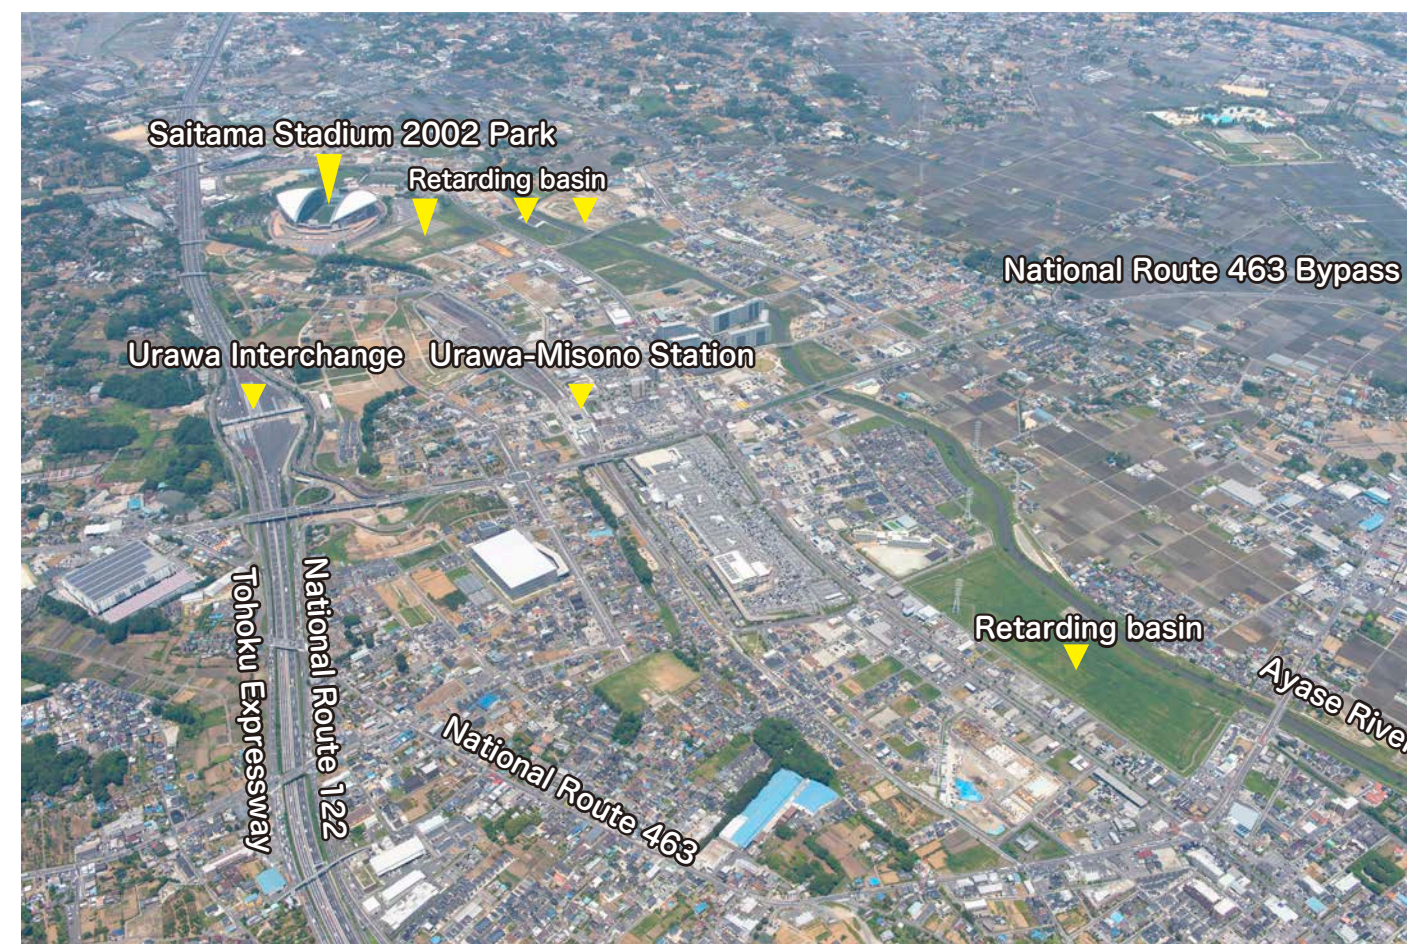 Saitama Stadium 2002 Park
Retarding basin
National Route 463 Bypass
Urawa Interchange
Urawa-Misono Station
National Route 122
Tohoku Expressway
Retarding basin
Ayase River
National Route 463